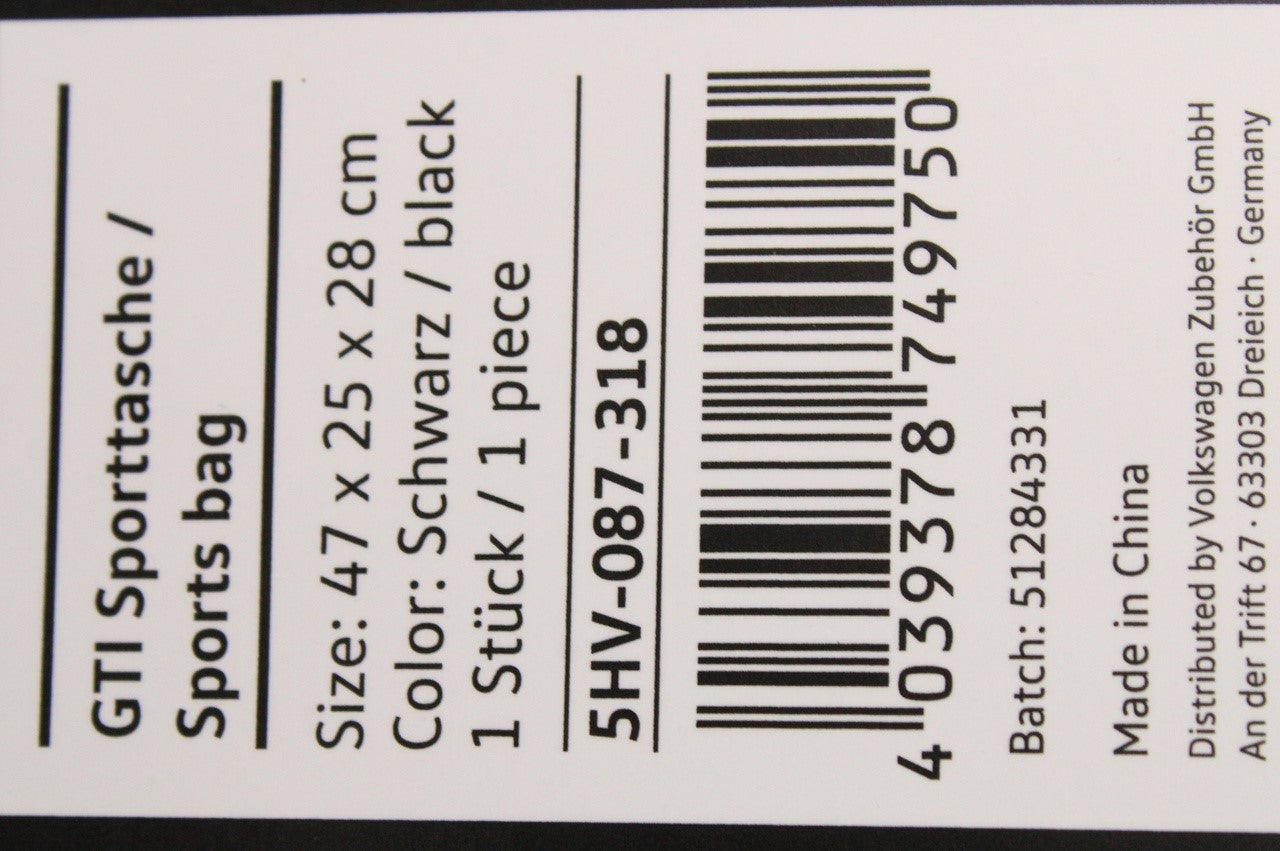 GTI Sporttasche /
Sports bag
Size: 47 x 25 x 28 cm
Color: Schwarz / black
1 Stück / 1 piece
5HV-087-318
4 039378 749750
Batch: 51284331
Made in China
Distributed by Volkswagen Zubehör GmbH
An der Trift 67 · 63303 Dreieich · Germany